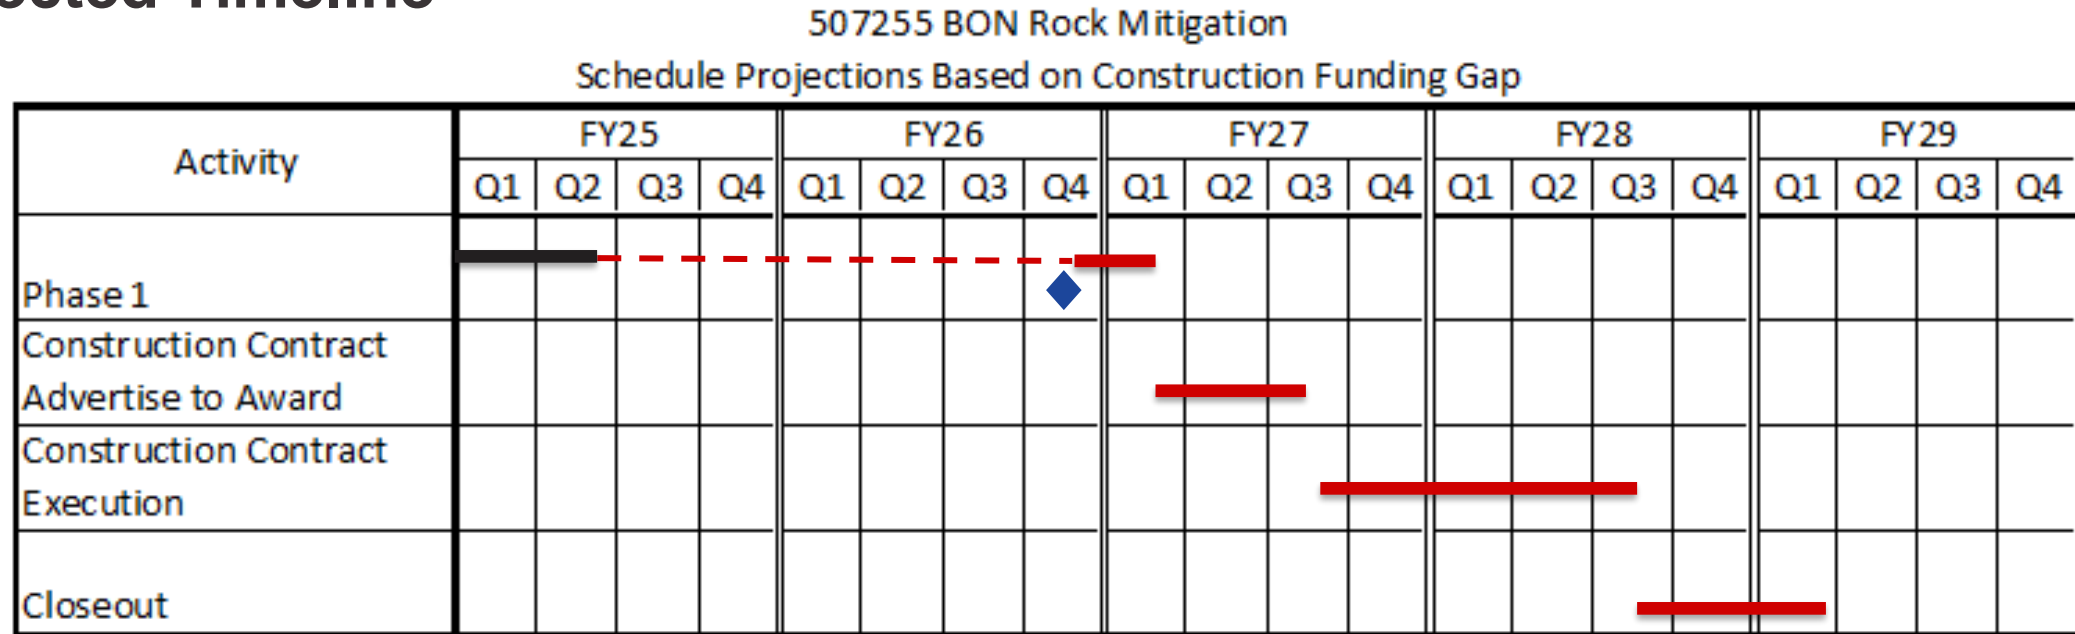 Timeline
507255 BON Rock Mitigation
Schedule Projections Based on Construction Funding Gap
Activity FY25 FY26 FY27 FY28 FY29
Q1 Q2 Q3 Q4 Q1 Q2 Q3 Q4 Q1 Q2 Q3 Q4 Q1 Q2 Q3 Q4 Q1 Q2 Q3 Q4
Phase 1
Construction Contract
Advertise to Award
Construction Contract
Execution
Closeout